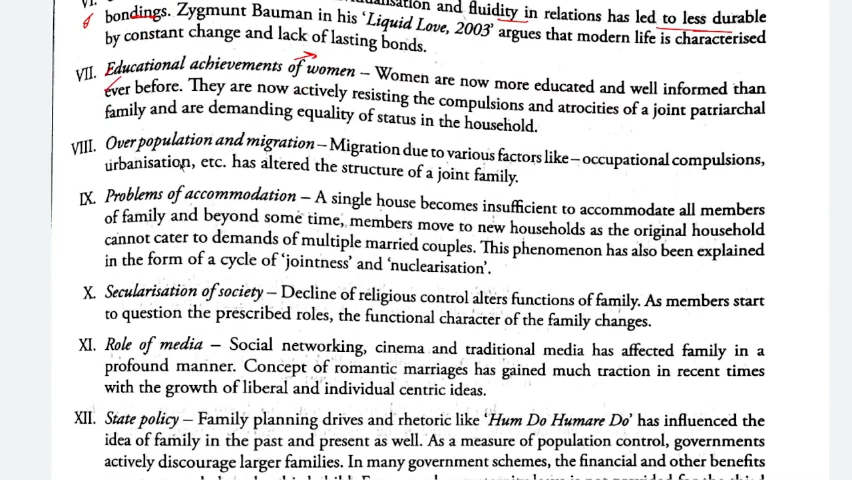 and fluidity in relations has led to less durable
bondings. Zygmunt Bauman in his 'Liquid Love, 2003' argues that modern life is characterised
by constant change and lack of lasting bonds.
VII. Educational achievements of women – Women are now more educated and well informed than
ever before. They are now actively resisting the compulsions and atrocities of a joint patriarchal
family and are demanding equality of status in the household.
VIII. Overpopulation and migration – Migration due to various factors like – occupational compulsions,
urbanisation, etc. has altered the structure of a joint family.
IX. Problems of accommodation – A single house becomes insufficient to accommodate all members
of family and beyond some time, members move to new households as the original household
cannot cater to demands of multiple married couples. This phenomenon has also been explained
in the form of a cycle of 'jointness' and 'nuclearisation'.
X. Secularisation of society – Decline of religious control alters functions of family. As members start
to question the prescribed roles, the functional character of the family changes.
XI. Role of media – Social networking, cinema and traditional media has affected family in a
profound manner. Concept of romantic marriages has gained much traction in recent times
with the growth of liberal and individual centric ideas.
XII. State policy – Family planning drives and rhetoric like 'Hum Do Humare Do' has influenced the
idea of family in the past and present as well. As a measure of population control, governments
actively discourage larger families. In many government schemes, the financial and other benefits